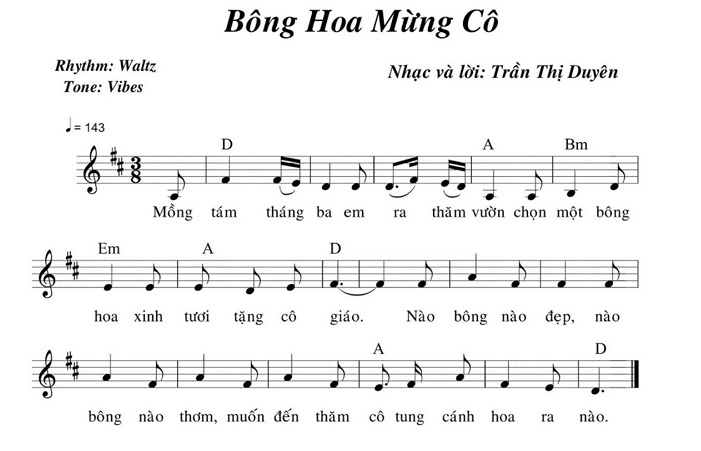 Bông Hoa Mừng Cô
Rhythm: Waltz
Tone: Vibes
Nhạc và lời: Trần Thị Duyên
♩ = 143
D A Bm
3
8
Mồng tám tháng ba em ra thăm vườn chọn một bông
Em A D
hoa xinh tươi tặng cô giáo. Nào bông nào đẹp, nào
A D
bông nào thơm, muốn đến thăm cô tung cánh hoa ra nào.